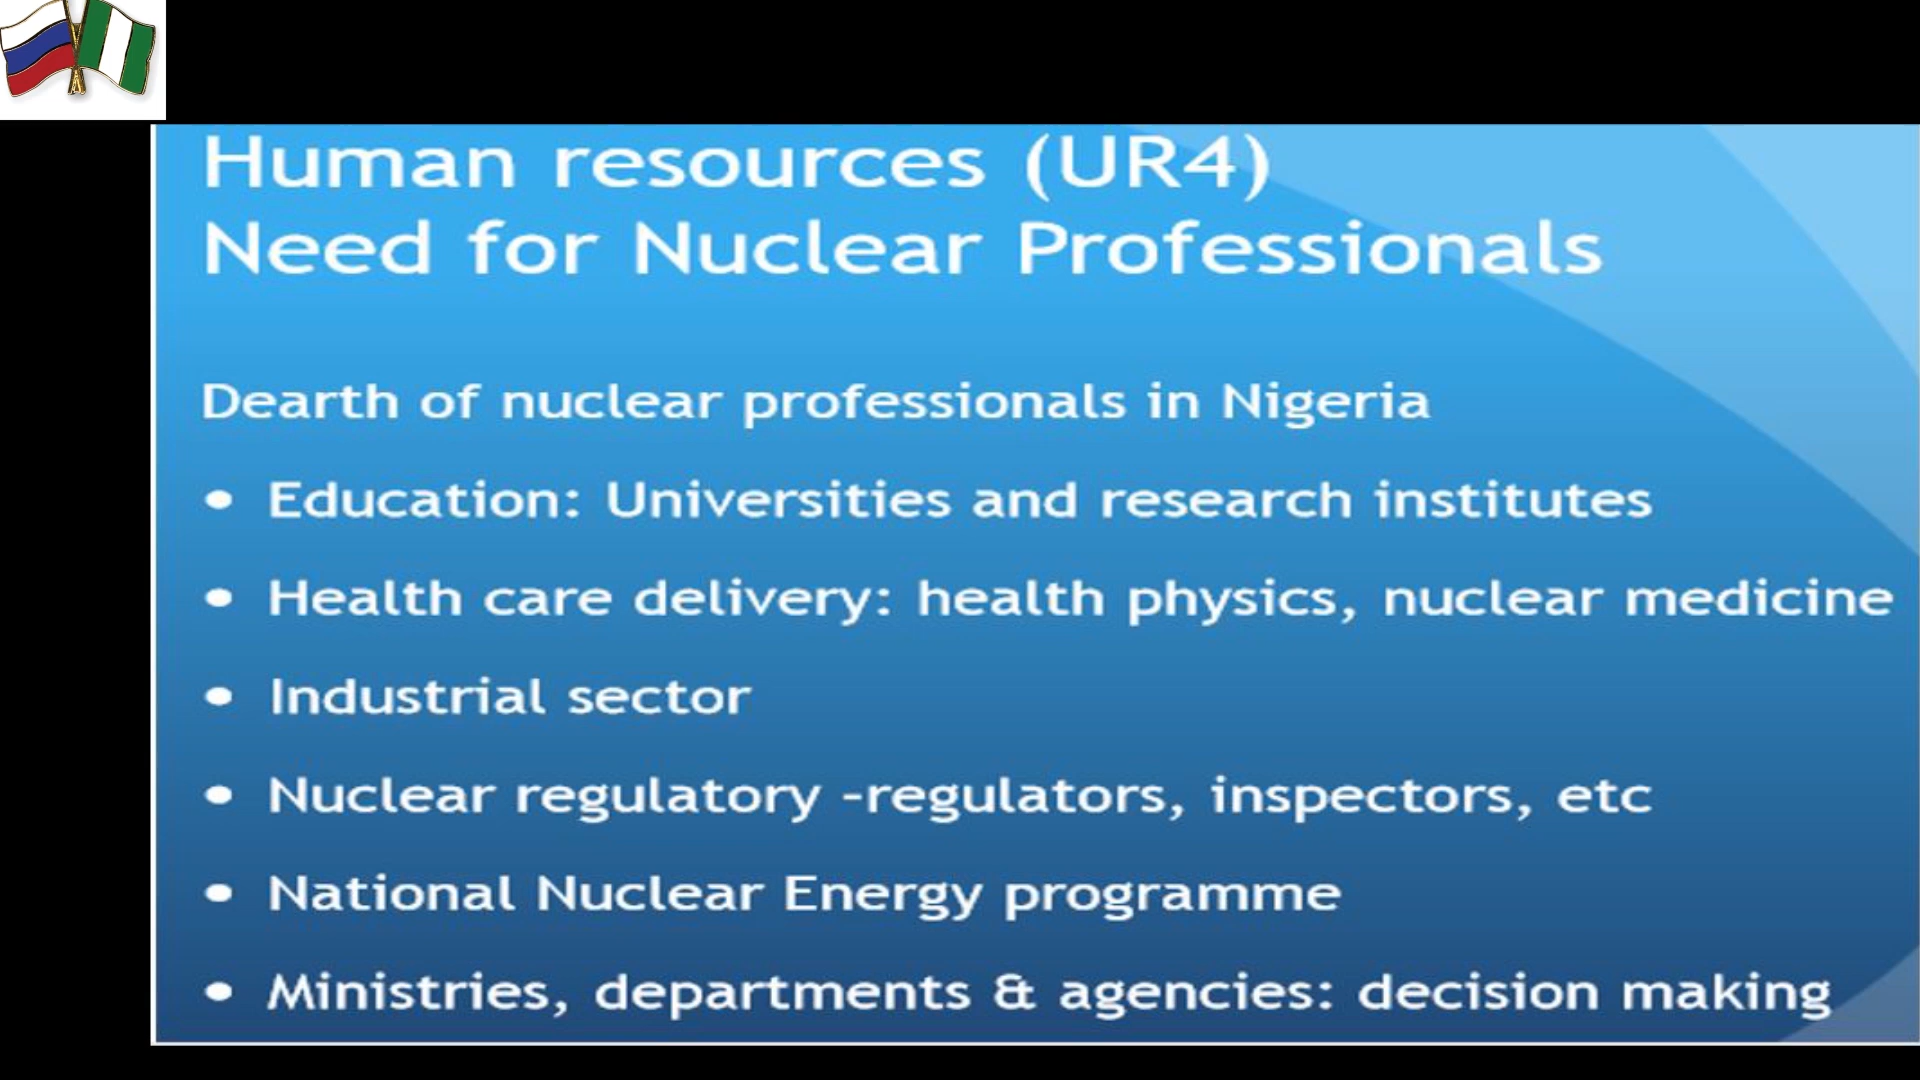 Human resources (UR4)
Need for Nuclear Professionals
Dearth of nuclear professionals in Nigeria
• Education: Universities and research institutes
• Health care delivery: health physics, nuclear medicine
• Industrial sector
• Nuclear regulatory -regulators, inspectors, etc
• National Nuclear Energy programme
• Ministries, departments & agencies: decision making